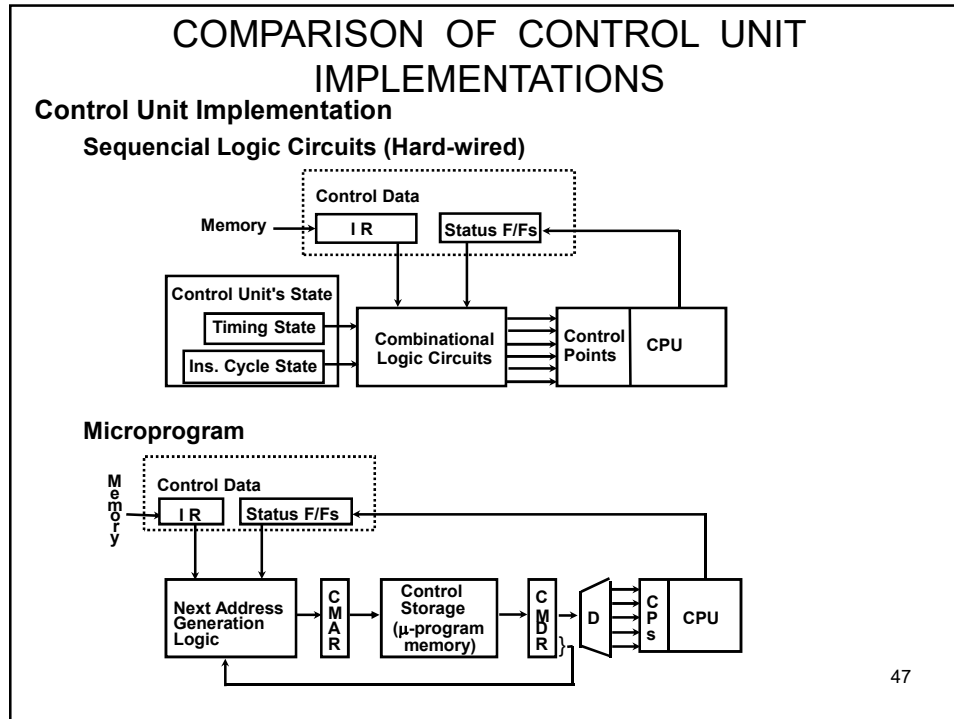 COMPARISON OF CONTROL UNIT
IMPLEMENTATIONS
Control Unit Implementation
Sequencial Logic Circuits (Hard-wired)
Control Data
Memory
I R
Status F/Fs
Control Unit's State
Timing State
Ins. Cycle State
Combinational
Logic Circuits
Control
Points
CPU
Microprogram
Memory
Control Data
I R
Status F/Fs
Next Address
Generation
Logic
CMAR
Control
Storage
(μ-program
memory)
CMDR
}
D
CPs
CPU
47